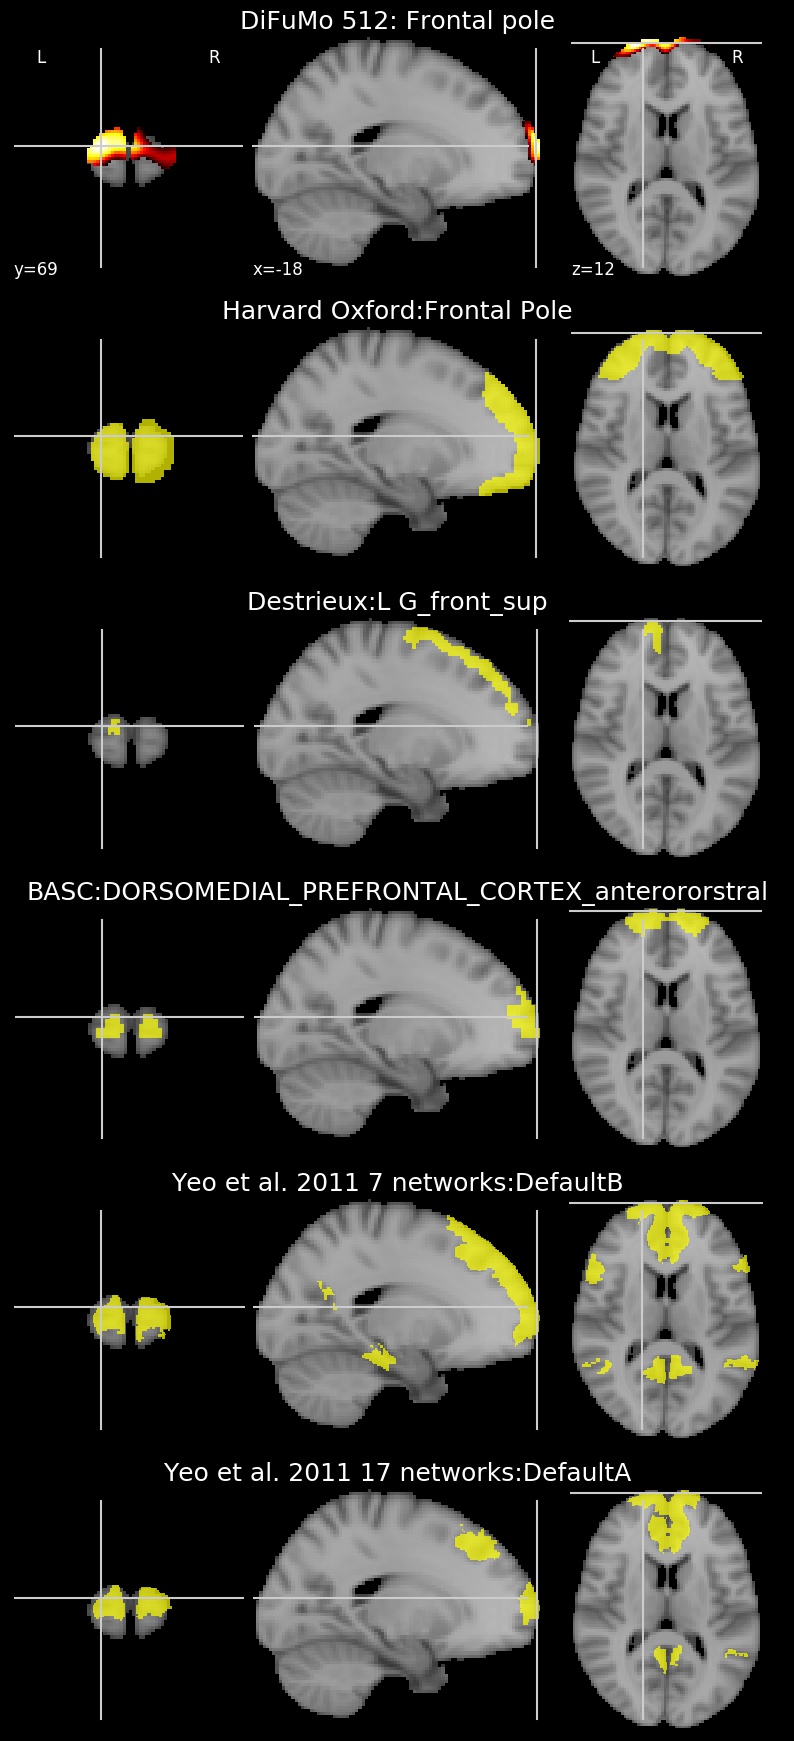 DiFuMo 512: Frontal pole
L R L R
y=69 x=-18 z=12
Harvard Oxford:Frontal Pole
Destrieux:L G_front_sup
BASC:DORSOMEDIAL_PREFRONTAL_CORTEX_anterororstral
Yeo et al. 2011 7 networks:DefaultB
Yeo et al. 2011 17 networks:DefaultA